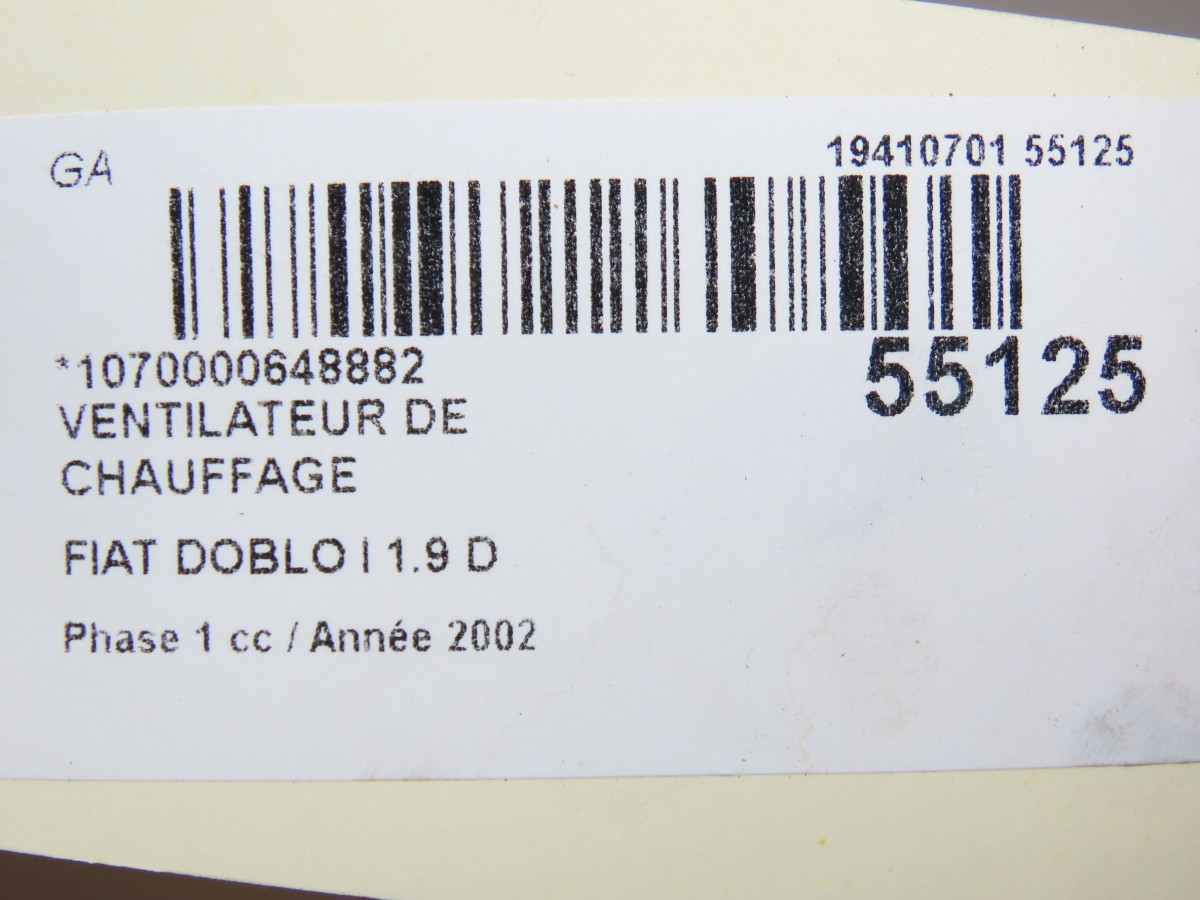 GA
19410701 55125
55125
*1070000648882
VENTILATEUR DE
CHAUFFAGE
FIAT DOBLO I 1.9 D
Phase 1 cc / Année 2002